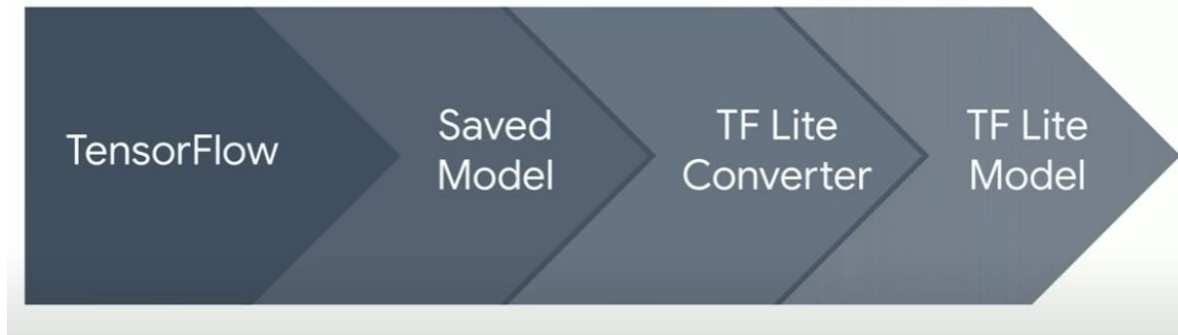 TensorFlow
Saved
Model
TF Lite
Converter
TF Lite
Model